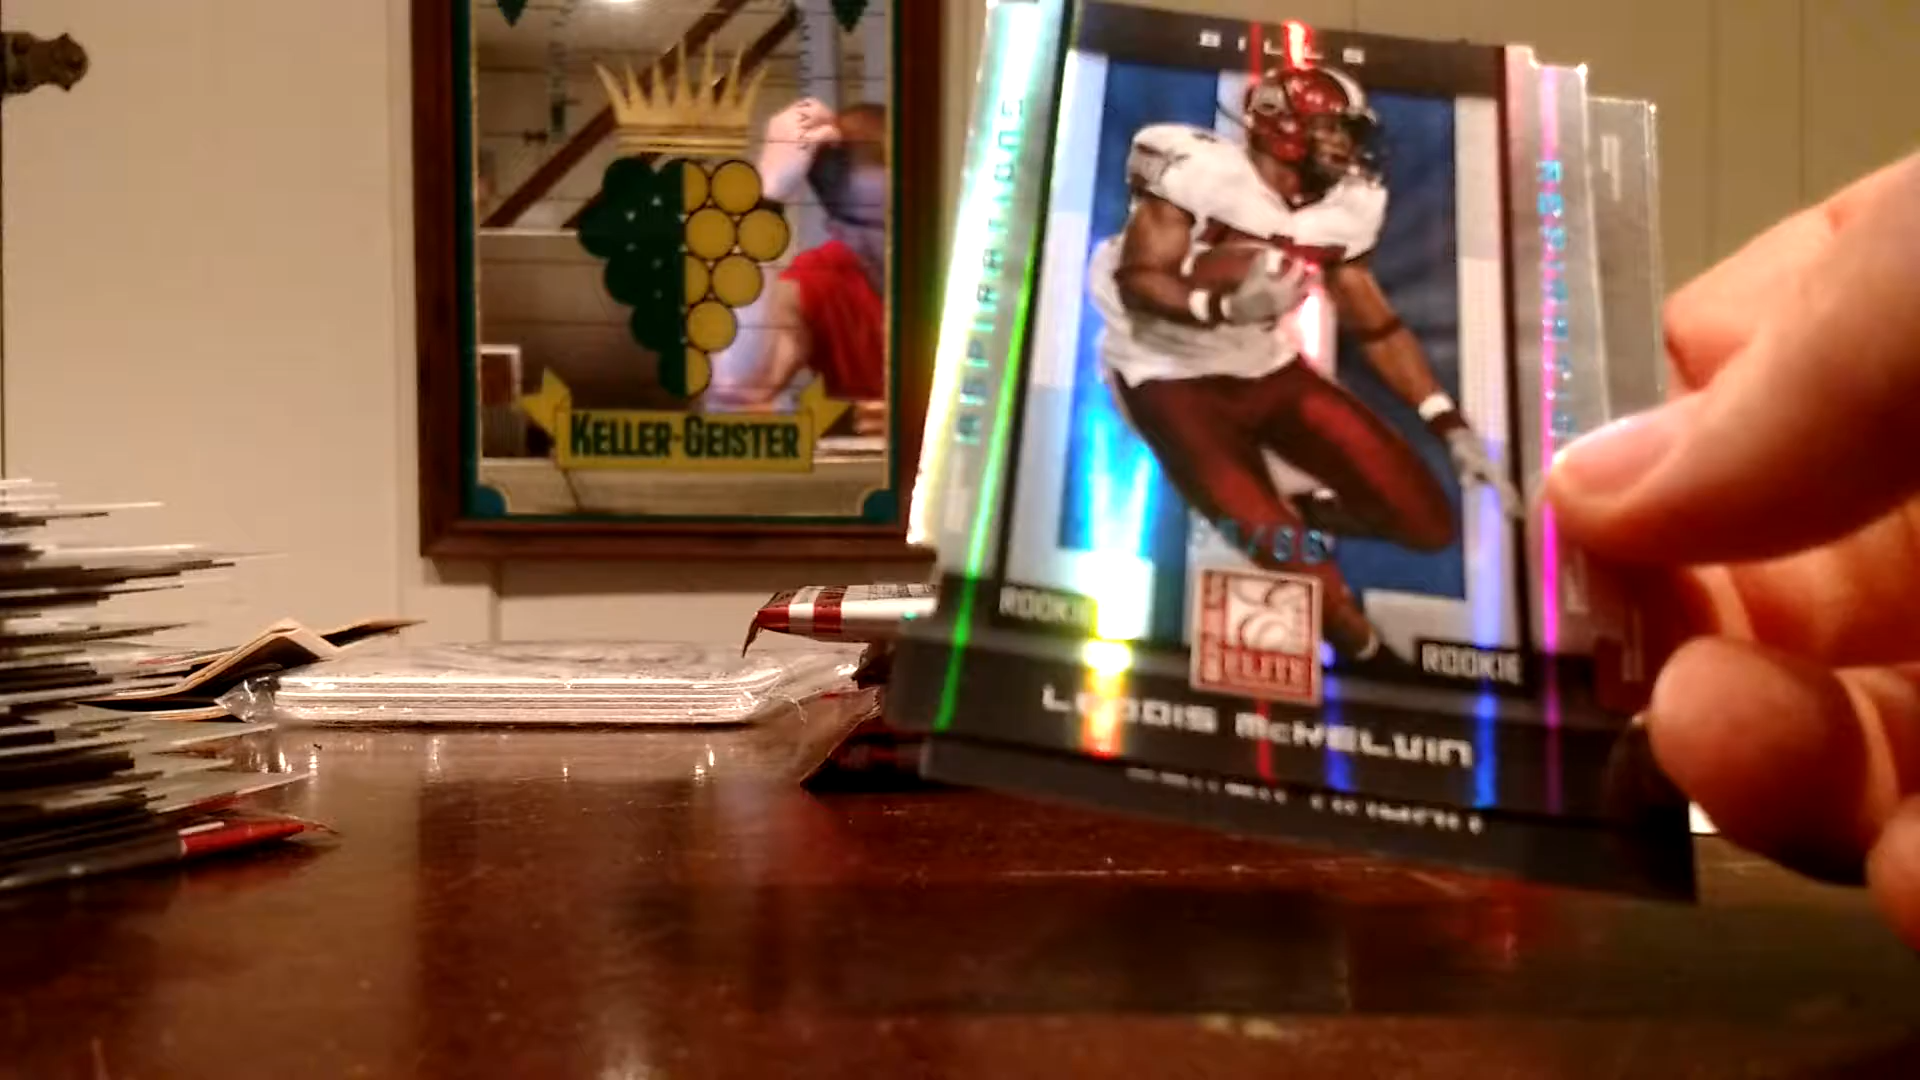 BILLS
ASPIRATIONS
KELLER-GEISTER
ROOKIE
ROOKIE
ELITE
LEODIS McKELVIN